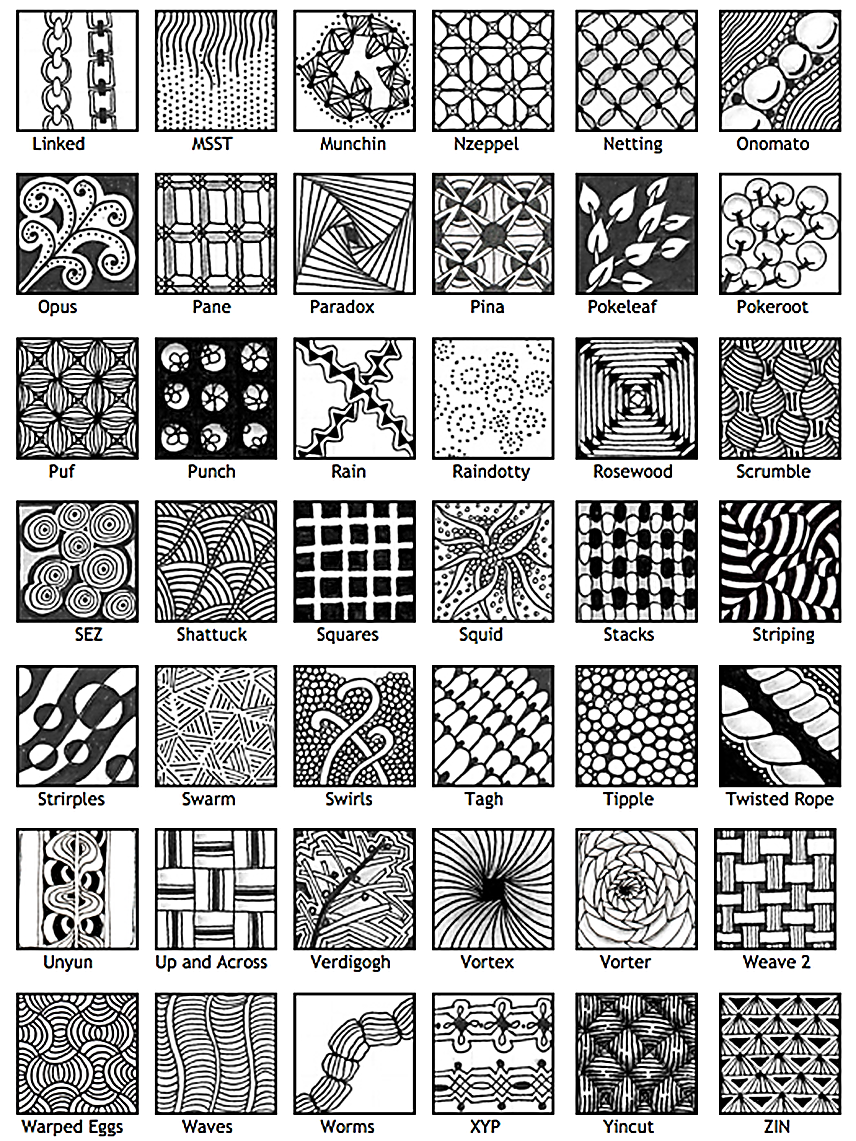 Linked MSST Munchin Nzeppel Netting Onomato
Opus Pane Paradox Pina Pokeleaf Pokeroot
Puf Punch Rain Raindotty Rosewood Scrumble
SEZ Shattuck Squares Squid Stacks Striping
Strirples Swarm Swirls Tagh Tipple Twisted Rope
Unyun Up and Across Verdigogh Vortex Vorter Weave 2
Warped Eggs Waves Worms XYP Yincut ZIN